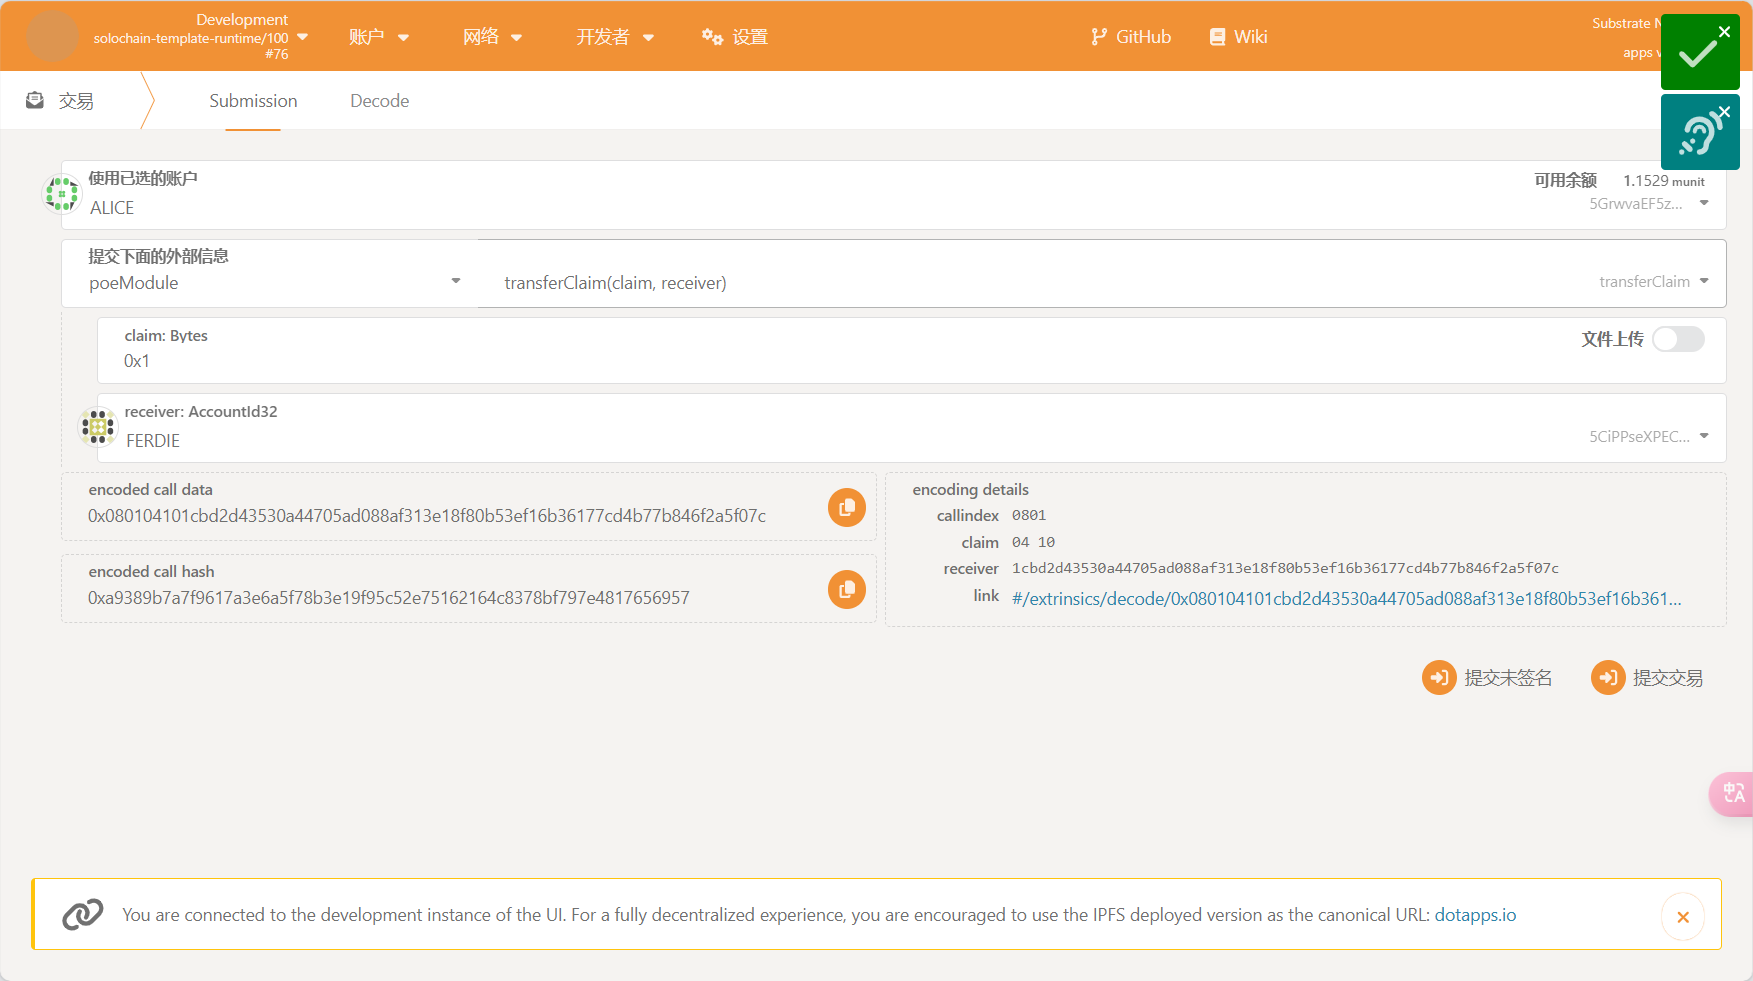 Development
solochain-template-runtime/100
#76
账户
网络
开发者
设置
GitHub
Wiki
Substrate
apps
交易
Submission
Decode
使用已选的账户
ALICE
可用余额 1.1529 munit
5GrwvaEF5z...
提交下面的外部信息
poeModule
transferClaim(claim, receiver)
transferClaim
claim: Bytes
0x1
文件上传
receiver: AccountId32
FERDIE
5CiPPseXPEC...
encoded call data
0x080104101cbd2d43530a44705ad088af313e18f80b53ef16b36177cd4b77b846f2a5f07c
encoded call hash
0xa9389b7a7f9617a3e6a5f78b3e19f95c52e75162164c8378bf797e4817656957
encoding details
callindex 0801
claim 04 10
receiver 1cbd2d43530a44705ad088af313e18f80b53ef16b36177cd4b77b846f2a5f07c
link #/extrinsics/decode/0x080104101cbd2d43530a44705ad088af313e18f80b53ef16b361...
提交未签名
提交交易
You are connected to the development instance of the UI. For a fully decentralized experience, you are encouraged to use the IPFS deployed version as the canonical URL: dotapps.io